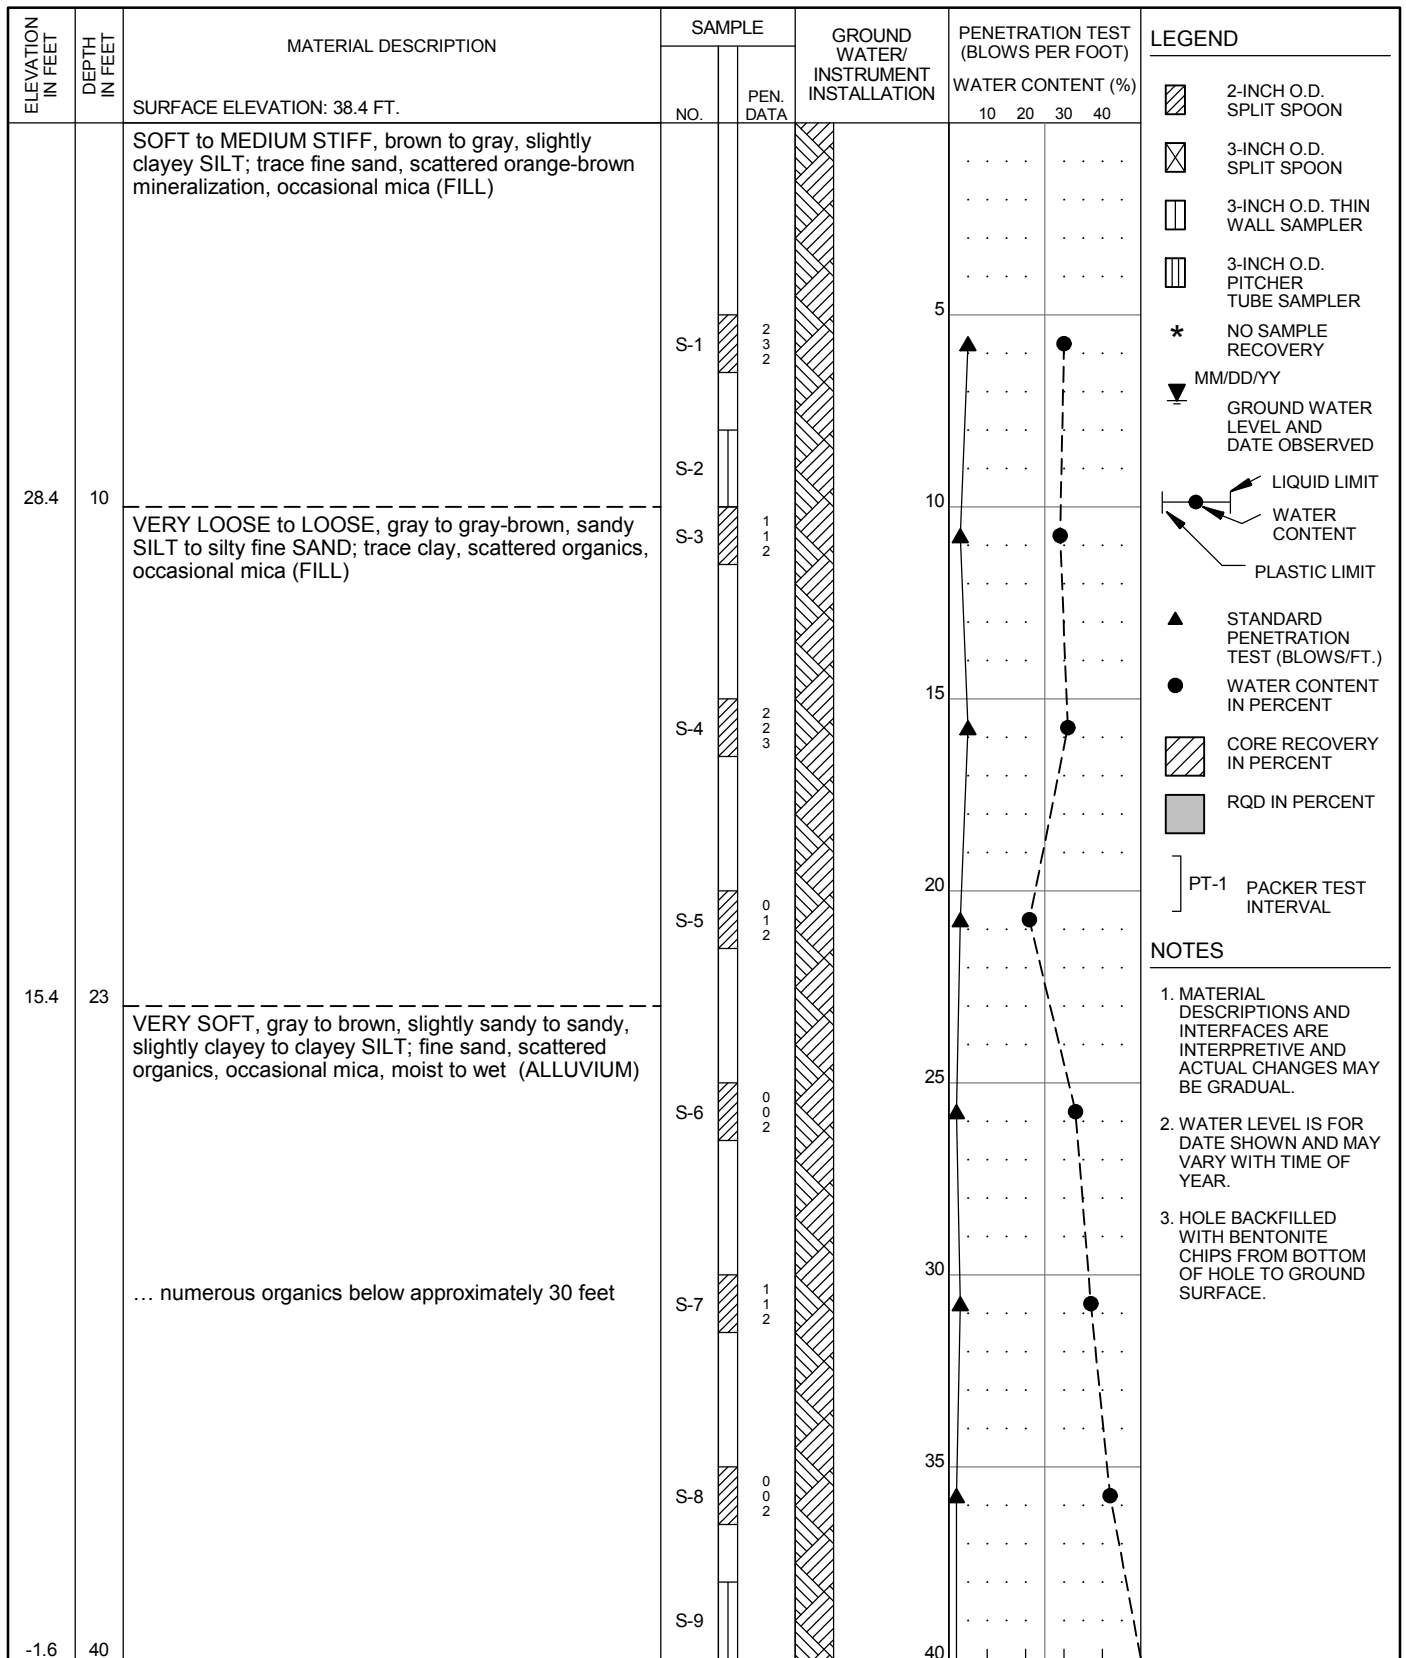 ELEVATION
IN FEET
DEPTH
IN FEET
MATERIAL DESCRIPTION
SURFACE ELEVATION: 38.4 FT.
SAMPLE
NO.
PEN.
DATA
GROUND
WATER/
INSTRUMENT
INSTALLATION
PENETRATION TEST
(BLOWS PER FOOT)
WATER CONTENT (%)
10 20 30 40
SOFT to MEDIUM STIFF, brown to gray, slightly
clayey SILT; trace fine sand, scattered orange-brown
mineralization, occasional mica (FILL)
5
S-1
2
3
2
S-2
28.4 10
10
VERY LOOSE to LOOSE, gray to gray-brown, sandy
SILT to silty fine SAND; trace clay, scattered organics,
occasional mica (FILL)
S-3
1
1
2
15
S-4
2
2
3
20
S-5
0
1
2
15.4 23
VERY SOFT, gray to brown, slightly sandy to sandy,
slightly clayey to clayey SILT; fine sand, scattered
organics, occasional mica, moist to wet (ALLUVIUM)
25
S-6
0
0
2
30
… numerous organics below approximately 30 feet
S-7
1
1
2
35
S-8
0
0
2
S-9
-1.6 40
40
LEGEND
2-INCH O.D.
SPLIT SPOON
3-INCH O.D.
SPLIT SPOON
3-INCH O.D. THIN
WALL SAMPLER
3-INCH O.D.
PITCHER
TUBE SAMPLER
* NO SAMPLE
RECOVERY
MM/DD/YY
GROUND WATER
LEVEL AND
DATE OBSERVED
LIQUID LIMIT
WATER
CONTENT
PLASTIC LIMIT
STANDARD
PENETRATION
TEST (BLOWS/FT.)
WATER CONTENT
IN PERCENT
CORE RECOVERY
IN PERCENT
RQD IN PERCENT
PT-1 PACKER TEST
INTERVAL
NOTES
1. MATERIAL
DESCRIPTIONS AND
INTERFACES ARE
INTERPRETIVE AND
ACTUAL CHANGES MAY
BE GRADUAL.
2. WATER LEVEL IS FOR
DATE SHOWN AND MAY
VARY WITH TIME OF
YEAR.
3. HOLE BACKFILLED
WITH BENTONITE
CHIPS FROM BOTTOM
OF HOLE TO GROUND
SURFACE.